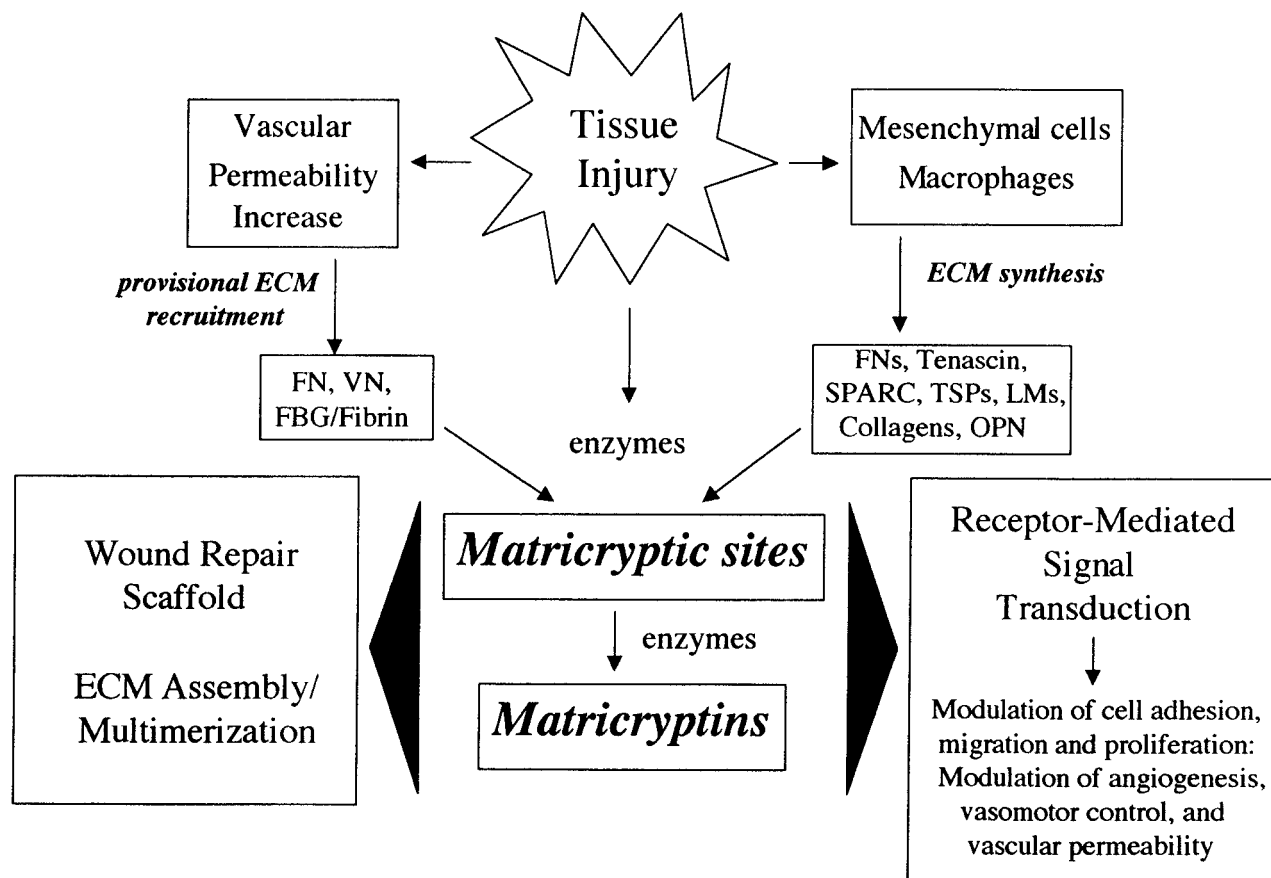 Tissue
Injury
Vascular
Permeability
Increase
Mesenchymal cells
Macrophages
provisional ECM
recruitment
ECM synthesis
FN, VN,
FBG/Fibrin
enzymes
FNs, Tenascin,
SPARC, TSPs, LMs,
Collagens, OPN
Matricryptic sites
enzymes
Matricryptins
Wound Repair
Scaffold
ECM Assembly/
Multimerization
Receptor-Mediated
Signal
Transduction
Modulation of cell adhesion,
migration and proliferation:
Modulation of angiogenesis,
vasomotor control, and
vascular permeability